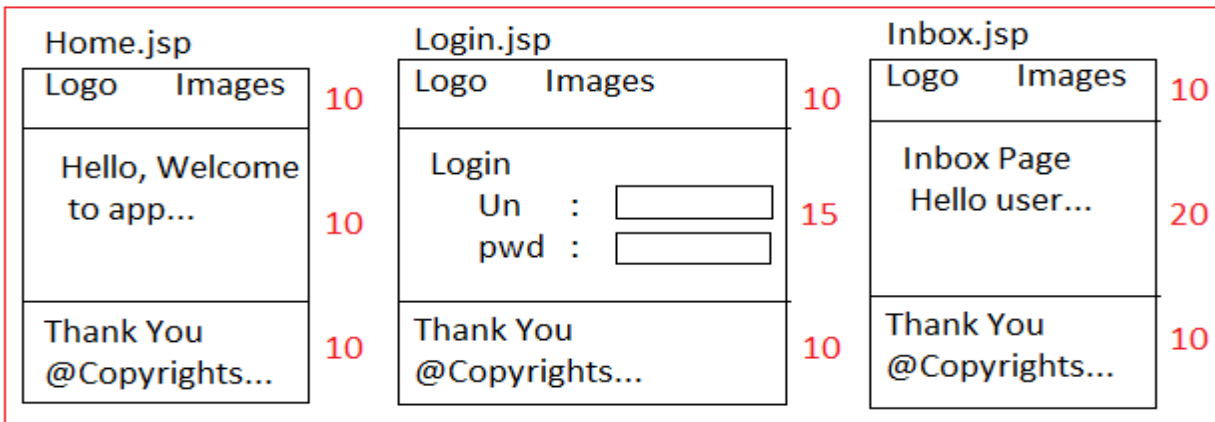 Home.jsp
Logo Images 10
Hello, Welcome
to app... 10
Thank You
@Copyrights... 10
Login.jsp
Logo Images 10
Login
Un :
15
pwd :
Thank You
@Copyrights... 10
Inbox.jsp
Logo Images 10
Inbox Page
Hello user... 20
Thank You
@Copyrights... 10